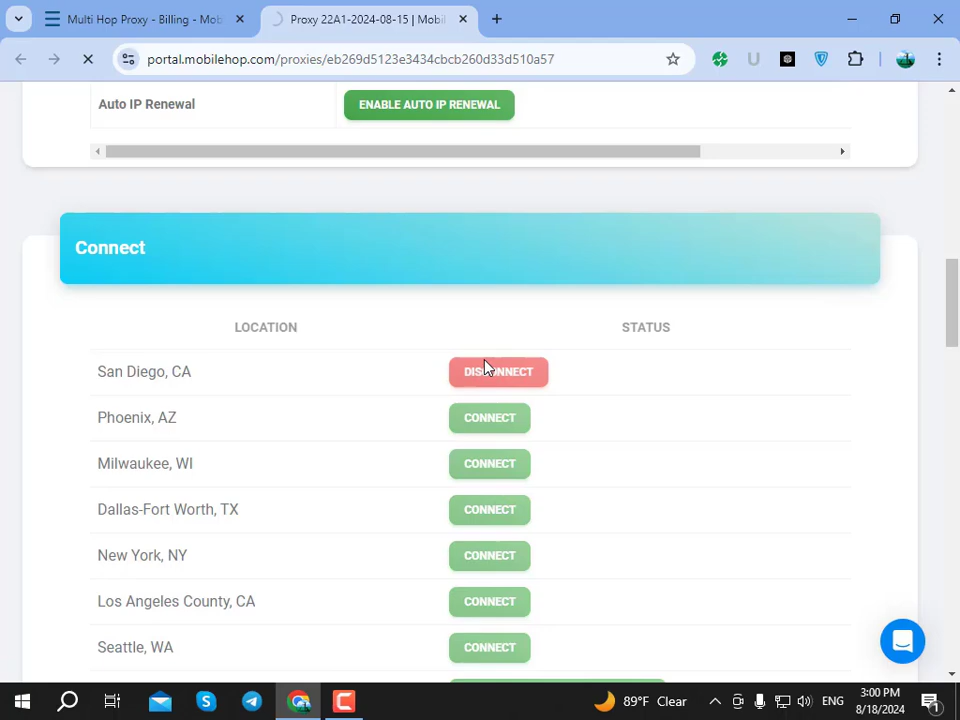 Multi Hop Proxy - Billing - Mob
Proxy 22A1-2024-08-15 | Mobil
portal.mobilehop.com/proxies/eb269d5123e3434cbcb260d33d510a57
Auto IP Renewal
ENABLE AUTO IP RENEWAL
Connect
LOCATION STATUS
San Diego, CA DISCONNECT
Phoenix, AZ CONNECT
Milwaukee, WI CONNECT
Dallas-Fort Worth, TX CONNECT
New York, NY CONNECT
Los Angeles County, CA CONNECT
Seattle, WA CONNECT
89°F Clear
ENG
3:00 PM
8/18/2024
1